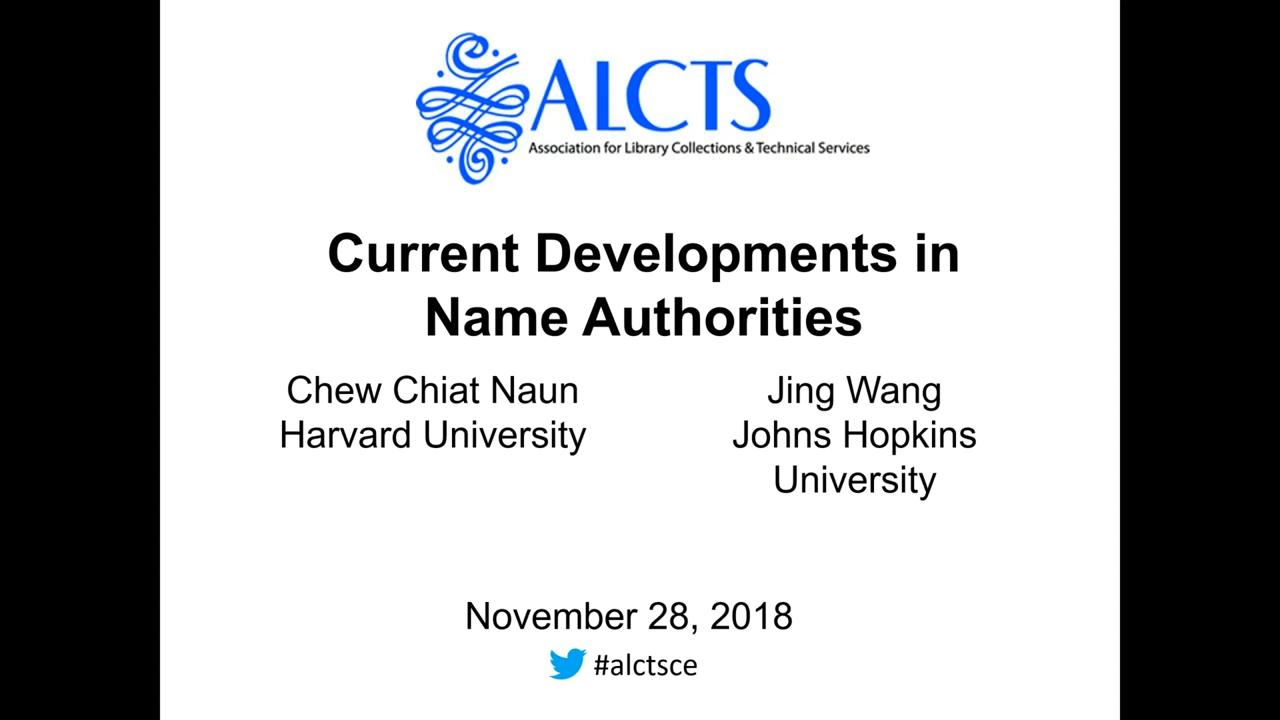 ALCTS
Association for Library Collections & Technical Services
Current Developments in
Name Authorities
Chew Chiat Naun
Harvard University
Jing Wang
Johns Hopkins
University
November 28, 2018
#alctsce